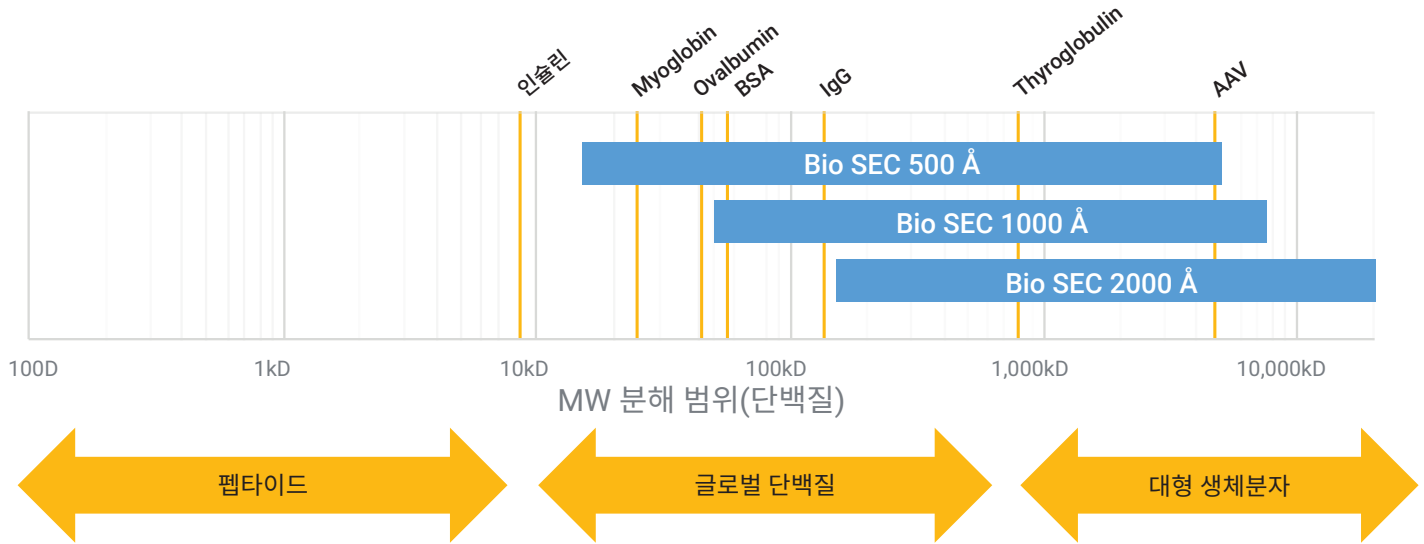 인슐린
Myoglobin
Ovalbumin
BSA
IgG
Thyroglobulin
AAV
Bio SEC 500 Å
Bio SEC 1000 Å
Bio SEC 2000 Å
100D 1kD 10kD 100kD 1,000kD 10,000kD
MW 분해 범위(단백질)
펩타이드 글로벌 단백질 대형 생체분자